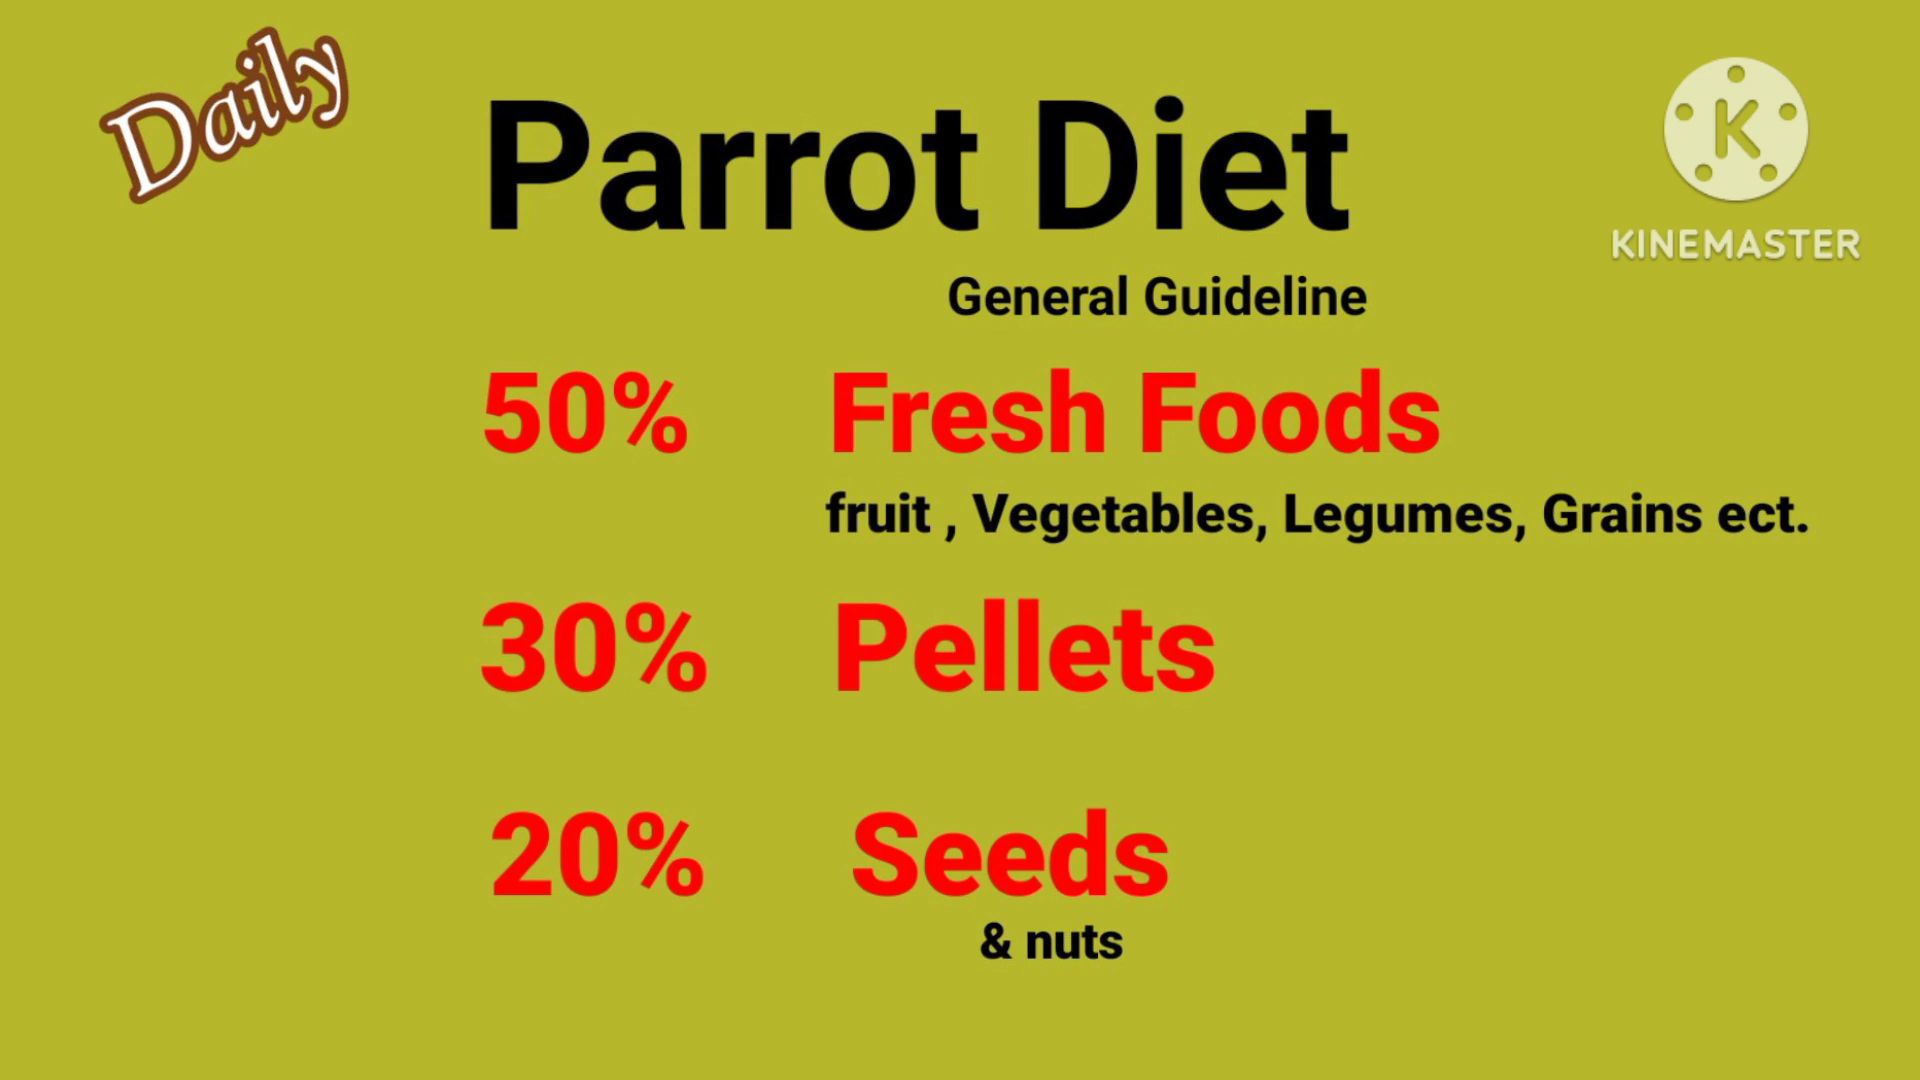 Daily
Parrot Diet
K
KINEMASTER
General Guideline
50% Fresh Foods
fruit , Vegetables, Legumes, Grains ect.
30% Pellets
20% Seeds
& nuts